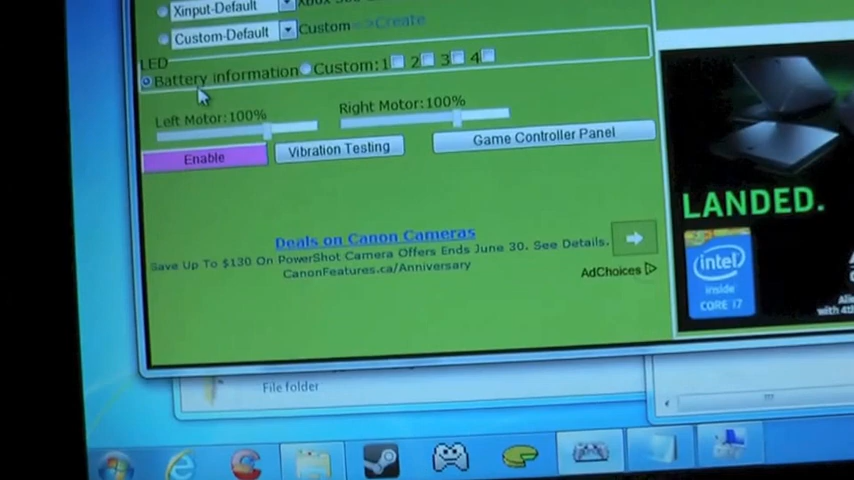 Xinput-Default
Custom-Default Custom =>Create
LED
Battery information Custom: 1 2 3 4
Left Motor:100% Right Motor:100%
Enable Vibration Testing Game Controller Panel
Deals on Canon Cameras
Save Up To $130 On PowerShot Camera Offers Ends June 30. See Details.
CanonFeatures.ca/Anniversary
AdChoices
LANDED.
intel
inside
CORE i7
with 4th
File folder